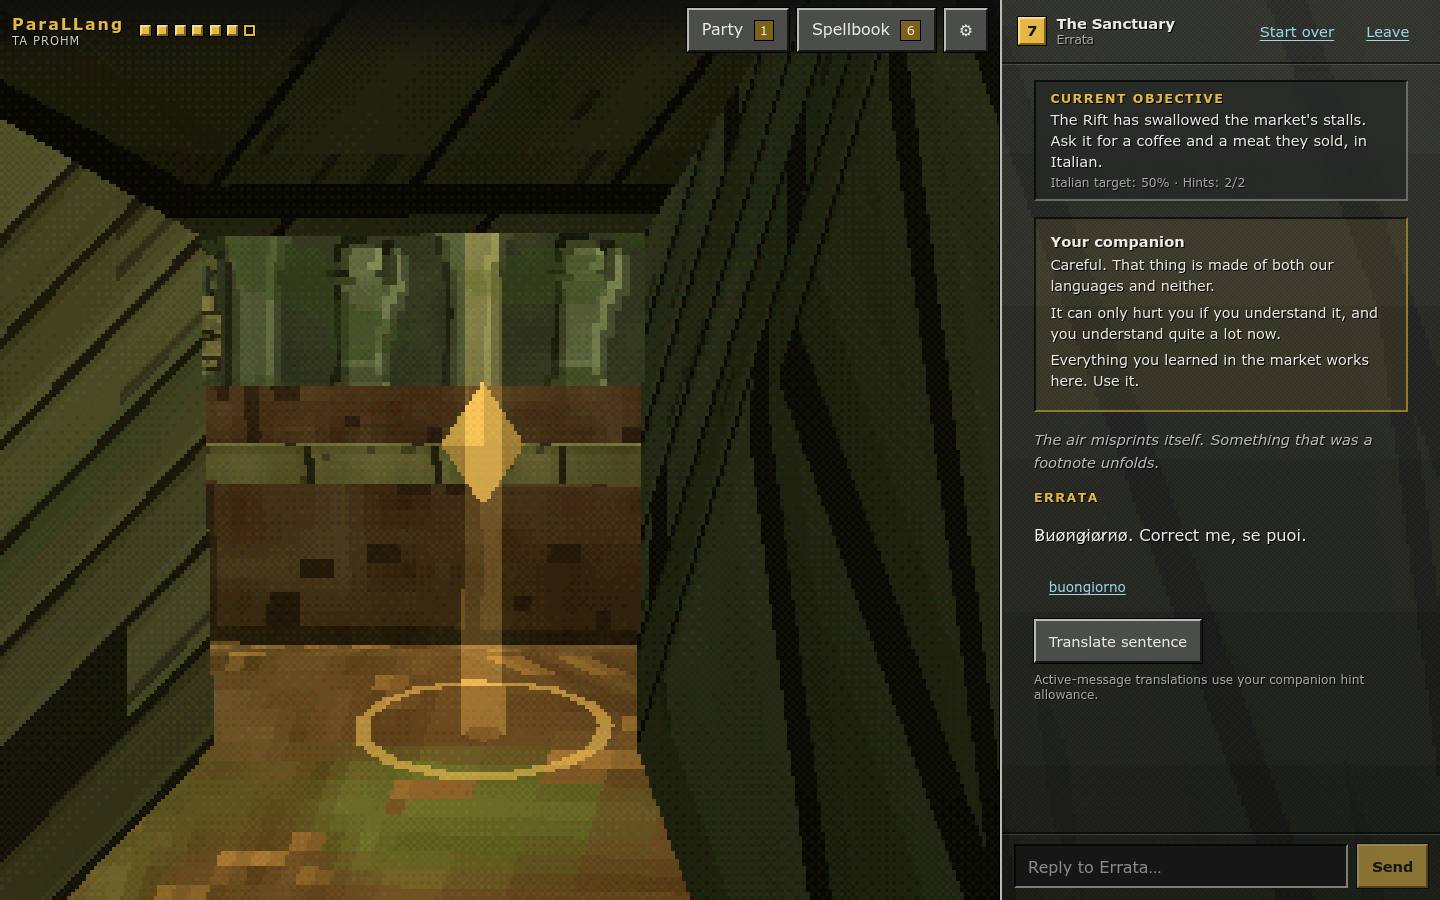 ParaLLang
TA PROHM
Party 1
Spellbook 6
⚙
7
The Sanctuary
Errata
Start over
Leave
CURRENT OBJECTIVE
The Rift has swallowed the market's stalls.
Ask it for a coffee and a meat they sold, in
Italian.
Italian target: 50% · Hints: 2/2
Your companion
Careful. That thing is made of both our
languages and neither.
It can only hurt you if you understand it, and
you understand quite a lot now.
Everything you learned in the market works
here. Use it.
The air misprints itself. Something that was a
footnote unfolds.
ERRATA
Buøngiørnø. Correct me, se puoi.
buongiorno
Translate sentence
Active-message translations use your companion hint
allowance.
Reply to Errata…
Send